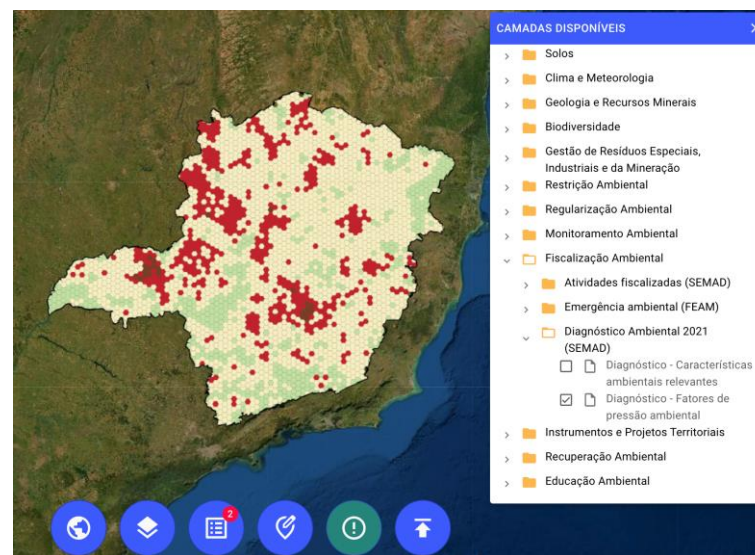 CAMADAS DISPONÍVEIS
Solos
Clima e Meteorologia
Geologia e Recursos Minerais
Biodiversidade
Gestão de Resíduos Especiais,
Industriais e da Mineração
Restrição Ambiental
Regularização Ambiental
Monitoramento Ambiental
Fiscalização Ambiental
Atividades fiscalizadas (SEMAD)
Emergência ambiental (FEAM)
Diagnóstico Ambiental 2021
(SEMAD)
Diagnóstico - Características
ambientais relevantes
Diagnóstico - Fatores de
pressão ambiental
Instrumentos e Projetos Territoriais
Recuperação Ambiental
Educação Ambiental
2